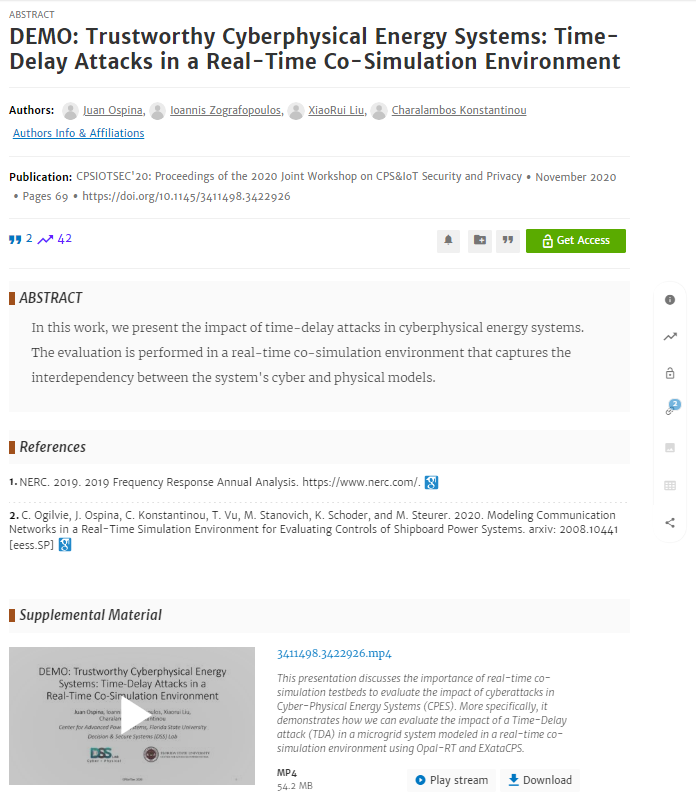 ABSTRACT
DEMO: Trustworthy Cyberphysical Energy Systems: Time-
Delay Attacks in a Real-Time Co-Simulation Environment
Authors: Juan Ospina, Ioannis Zografopoulos, XiaoRui Liu, Charalambos Konstantinou
Authors Info & Affiliations
Publication: CPSIOTSEC'20: Proceedings of the 2020 Joint Workshop on CPS&IoT Security and Privacy • November 2020
• Pages 69 • https://doi.org/10.1145/3411498.3422926
2 42
Get Access
ABSTRACT
In this work, we present the impact of time-delay attacks in cyberphysical energy systems.
The evaluation is performed in a real-time co-simulation environment that captures the
interdependency between the system's cyber and physical models.
2
References
1. NERC. 2019. 2019 Frequency Response Annual Analysis. https://www.nerc.com/.
2. C. Ogilvie, J. Ospina, C. Konstantinou, T. Vu, M. Stanovich, K. Schoder, and M. Steurer. 2020. Modeling Communication
Networks in a Real-Time Simulation Environment for Evaluating Controls of Shipboard Power Systems. arxiv: 2008.10441
[eess.SP]
Supplemental Material
DEMO: Trustworthy Cyberphysical Energy
Systems: Time-Delay Attacks in a
Real-Time Co-Simulation Environment
Juan Ospina, Xiaorui Liu,
Center for Advanced Power Systems, Florida State University
Decision & Secure Systems (DSS) Lab
3411498.3422926.mp4
This presentation discusses the importance of real-time co-
simulation testbeds to evaluate the impact of cyberattacks in
Cyber-Physical Energy Systems (CPES). More specifically, it
demonstrates how we can evaluate the impact of a Time-Delay
attack (TDA) in a microgrid system modeled in a real-time co-
simulation environment using Opal-RT and EXataCPS.
MP4
54.2 MB
Play stream
Download